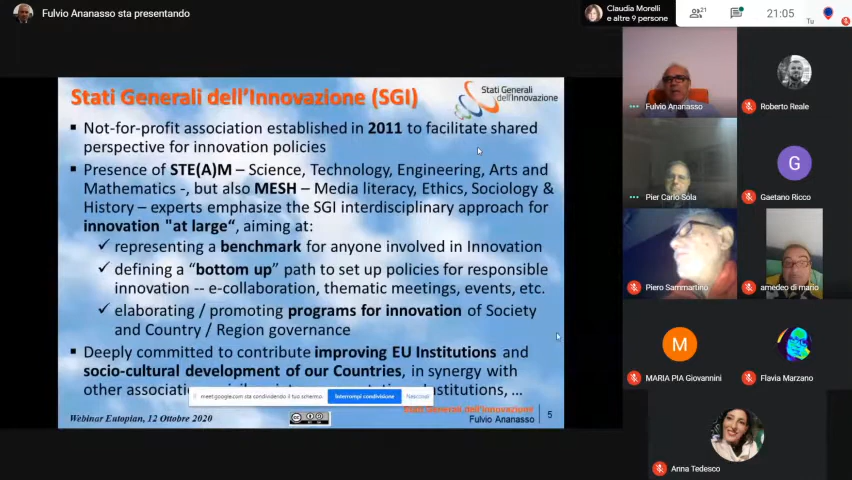 Fulvio Ananasso sta presentando
Claudia Morelli
e altre 9 persone
21
21:05
Tu
Stati Generali dell'Innovazione (SGI)
Stati Generali
dell'Innovazione
▪ Not-for-profit association established in 2011 to facilitate shared
perspective for innovation policies
▪ Presence of STE(A)M – Science, Technology, Engineering, Arts and
Mathematics -, but also MESH – Media literacy, Ethics, Sociology &
History – experts emphasize the SGI interdisciplinary approach for
innovation "at large“, aiming at:
✓ representing a benchmark for anyone involved in Innovation
✓ defining a “bottom up” path to set up policies for responsible
innovation -- e-collaboration, thematic meetings, events, etc.
✓ elaborating / promoting programs for innovation of Society
and Country / Region governance
▪ Deeply committed to contribute improving EU Institutions and
socio-cultural development of our Countries, in synergy with
other institutions, …
meet.google.com sta condividendo il tuo schermo.
Interrompi condivisione
Nascondi
Webinar Eutopian, 12 Ottobre 2020
Stati Generali dell'Innovazione
Fulvio Ananasso
5
Fulvio Ananasso
Roberto Reale
Pier Carlo Sola
G
Gaetano Ricco
Piero Sammartino
amedeo di mario
M
MARIA PIA Giovannini
Flavia Marzano
Anna Tedesco